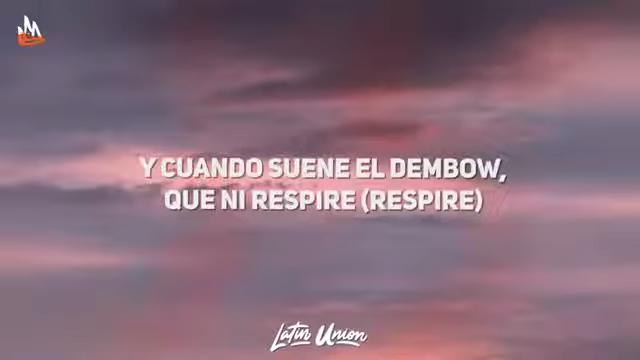 Y CUANDO SUENE EL DEMBOW,
QUE NI RESPIRE (RESPIRE)
Latin Union